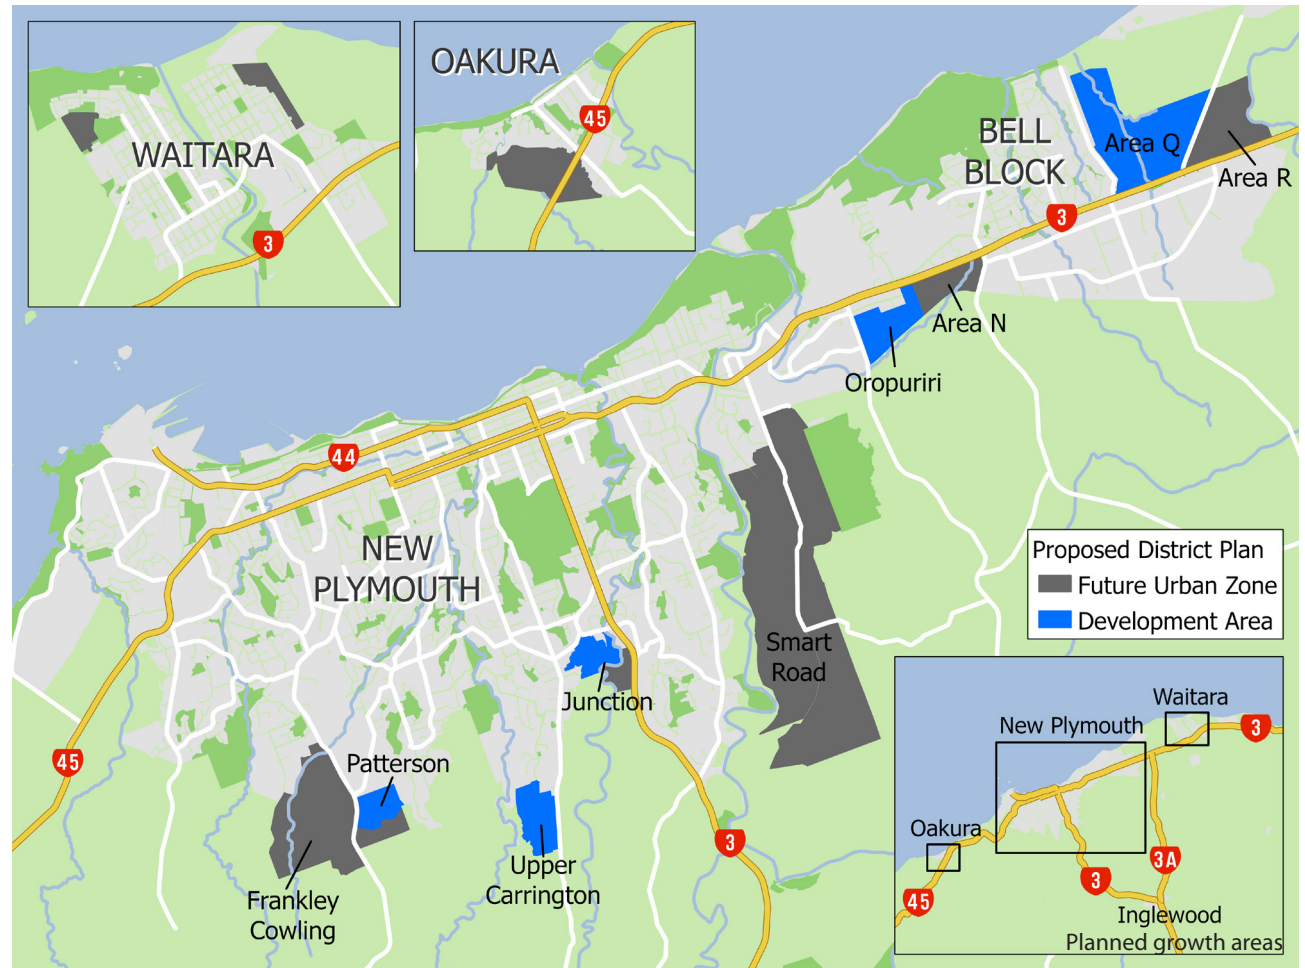 WAITARA
3
OAKURA
45
BELL
BLOCK
Area Q
Area R
3
Area N
Oropuriri
44
NEW
PLYMOUTH
Proposed District Plan
Future Urban Zone
Development Area
Smart
Road
Junction
45
Patterson
Upper
Carrington
Frankley
Cowling
3
Waitara
New Plymouth
3
Oakura
3A
3
45
Inglewood
Planned growth areas